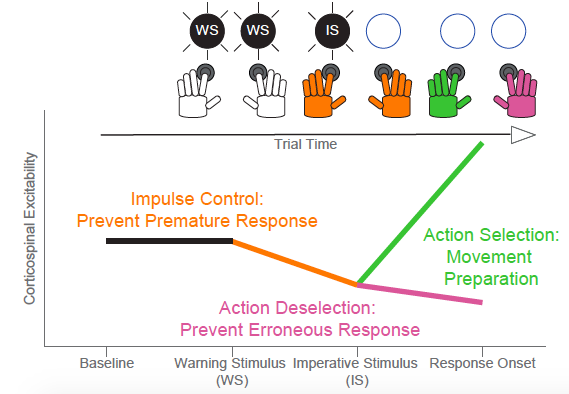 WS
WS
IS
Trial Time
Corticospinal Excitability
Impulse Control:
Prevent Premature Response
Action Selection:
Movement
Preparation
Action Deselection:
Prevent Erroneous Response
Baseline
Warning Stimulus
(WS)
Imperative Stimulus
(IS)
Response Onset